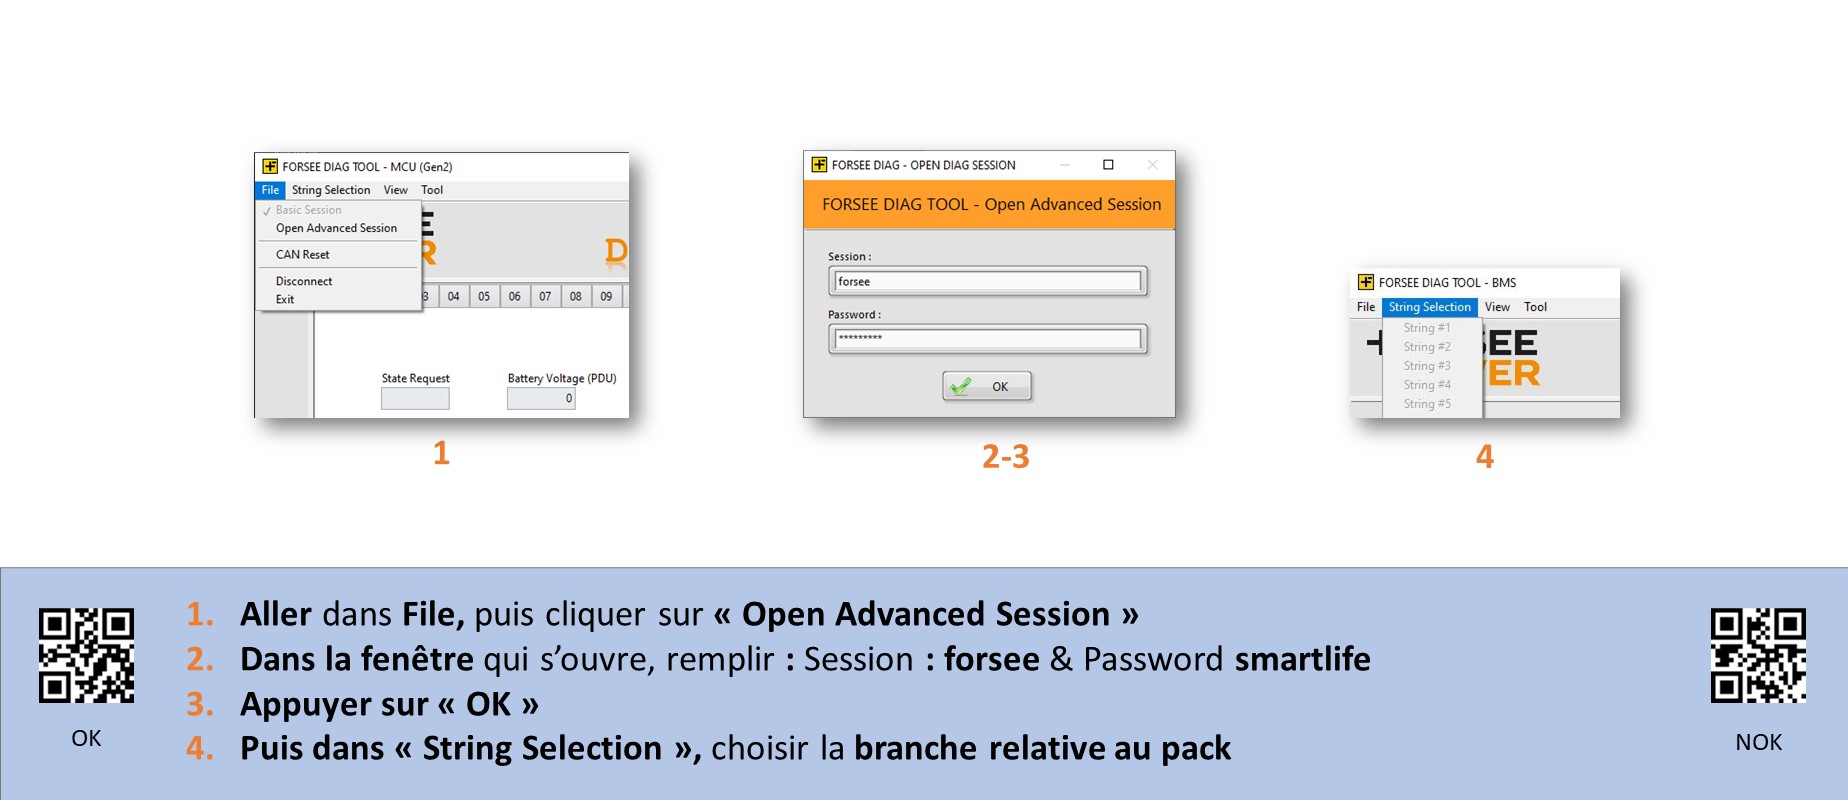 FORSEE DIAG TOOL - MCU (Gen2)
File String Selection View Tool
✓ Basic Session
Open Advanced Session
CAN Reset
Disconnect
Exit
E
R
D
3 04 05 06 07 08 09
State Request Battery Voltage (PDU)
0
1
FORSEE DIAG - OPEN DIAG SESSION
FORSEE DIAG TOOL - Open Advanced Session
Session :
forsee
Password :
*********
OK
2-3
FORSEE DIAG TOOL - BMS
File String Selection View Tool
String #1
String #2
String #3
String #4
String #5
SEE
ER
4
1. Aller dans File, puis cliquer sur « Open Advanced Session »
2. Dans la fenêtre qui s’ouvre, remplir : Session : forsee & Password smartlife
3. Appuyer sur « OK »
4. Puis dans « String Selection », choisir la branche relative au pack
OK
NOK